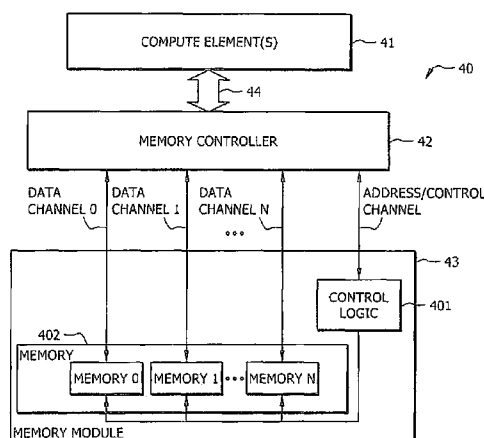 COMPUTE ELEMENT(S)
41
40
44
MEMORY CONTROLLER
42
DATA
CHANNEL 0
DATA
CHANNEL 1
DATA
CHANNEL N
ADDRESS/CONTROL
CHANNEL
•••
43
CONTROL
LOGIC
401
402
MEMORY
MEMORY 0
MEMORY 1
•••
MEMORY N
MEMORY MODULE